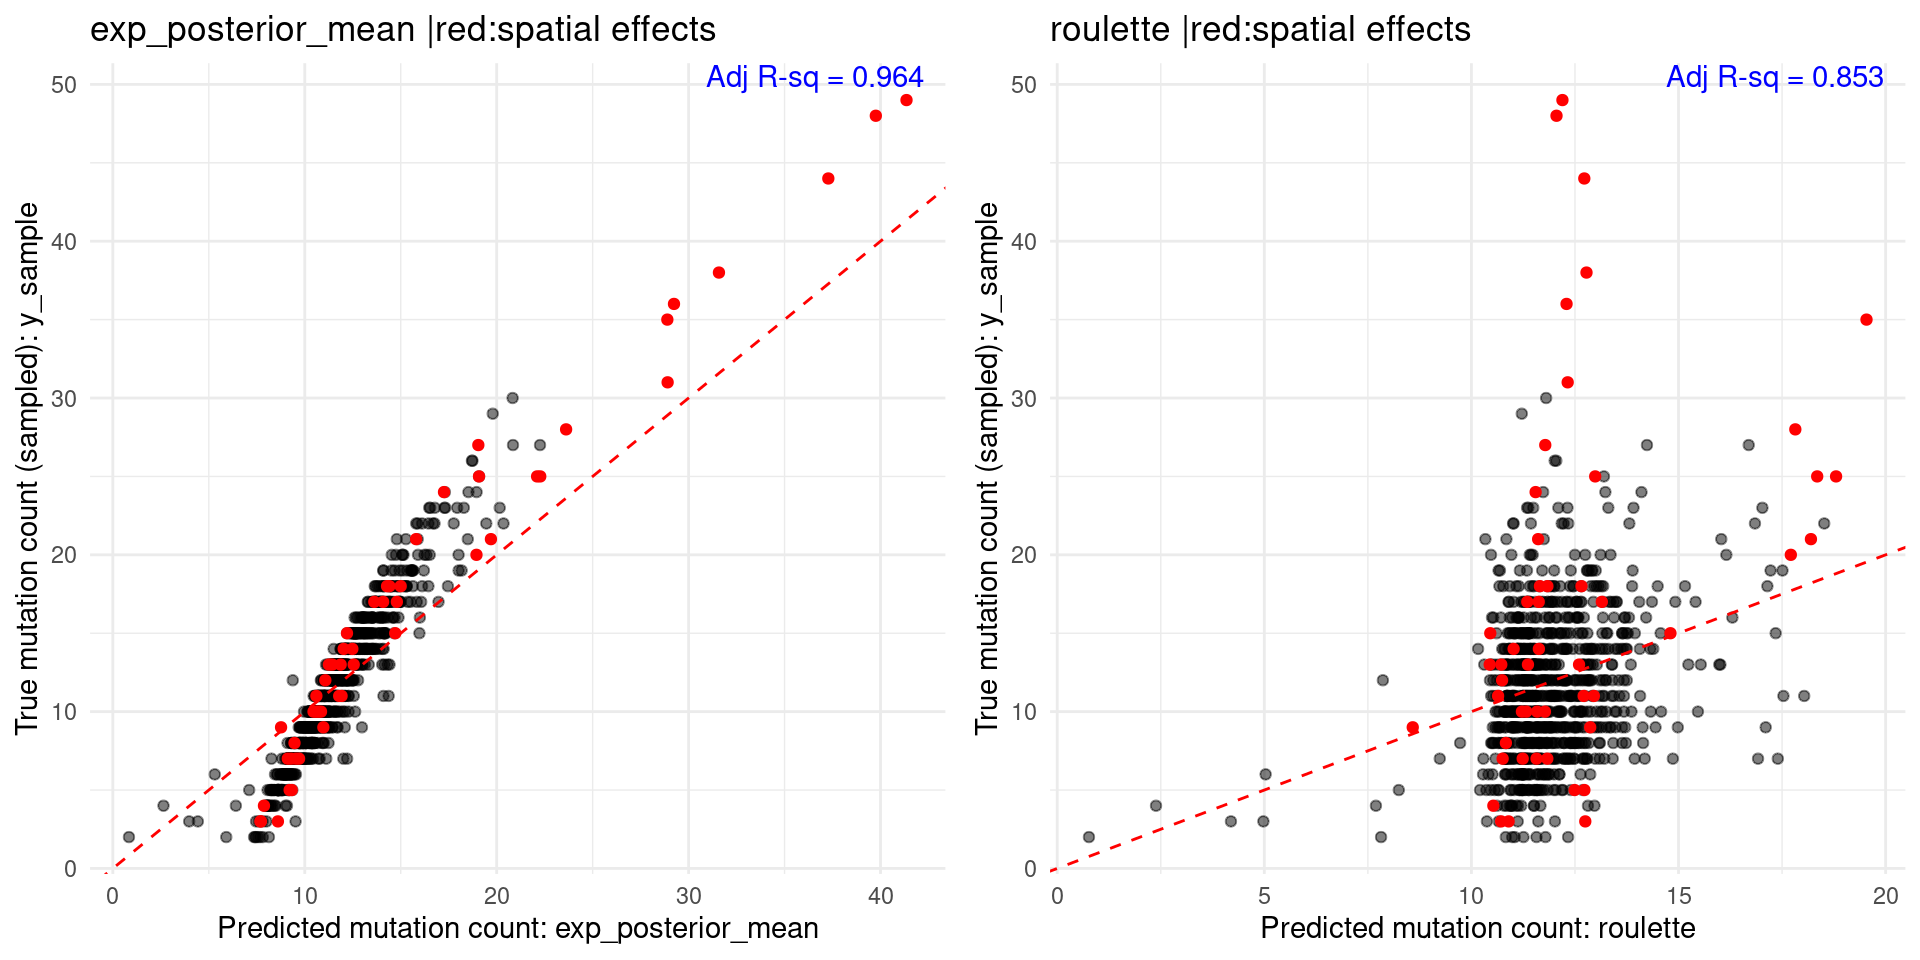 exp_posterior_mean |red:spatial effects
Adj R-sq = 0.964
50
40
30
20
10
0
True mutation count (sampled): y_sample
0 10 20 30 40
Predicted mutation count: exp_posterior_mean
roulette |red:spatial effects
Adj R-sq = 0.853
50
40
30
20
10
0
True mutation count (sampled): y_sample
0 5 10 15 20
Predicted mutation count: roulette